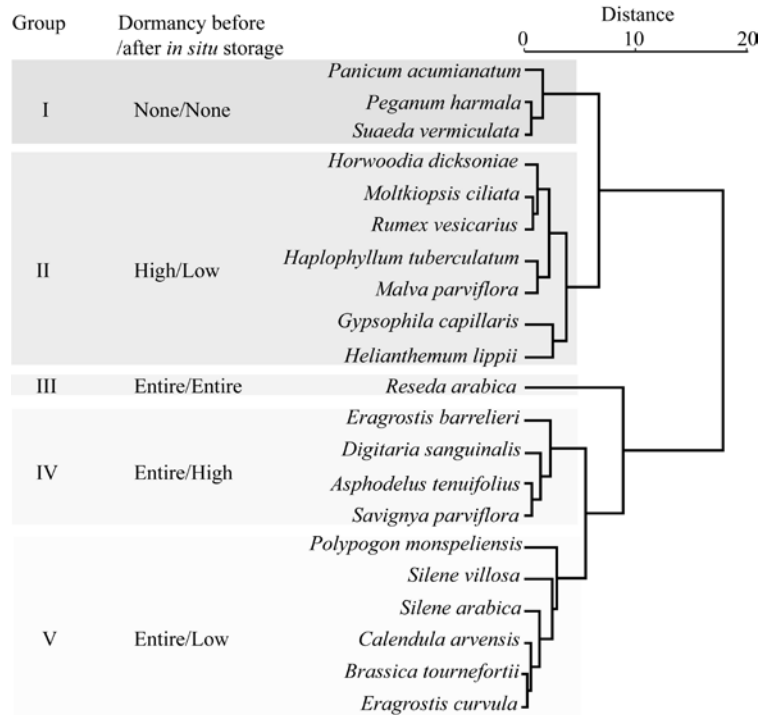 Group Dormancy before Distance
/after in situ storage
0 10 20
Panicum acumianatum
I None/None Peganum harmala
Suaeda vermiculata
Horwoodia dicksoniae
Moltkiopsis ciliata
Rumex vesicarius
II High/Low Haplophyllum tuberculatum
Malva parviflora
Gypsophila capillaris
Helianthemum lippii
III Entire/Entire Reseda arabica
Eragrostis barrelieri
Digitaria sanguinalis
IV Entire/High Asphodelus tenuifolius
Savignya parviflora
Polypogon monspeliensis
Silene villosa
Silene arabica
V Entire/Low Calendula arvensis
Brassica tournefortii
Eragrostis curvula